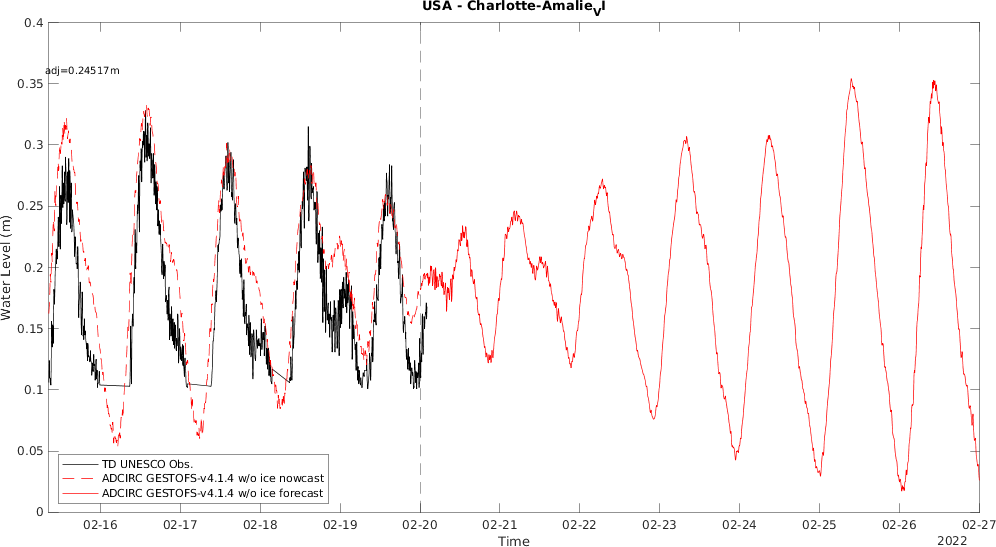 USA - Charlotte-Amalie_VI
0.4
0.35
0.3
0.25
0.2
0.15
0.1
0.05
0
Water Level (m)
adj=0.24517m
TD UNESCO Obs.
ADCIRC GESTOFS-v4.1.4 w/o ice nowcast
ADCIRC GESTOFS-v4.1.4 w/o ice forecast
02-16 02-17 02-18 02-19 02-20 02-21 02-22 02-23 02-24 02-25 02-26 02-27
Time
2022